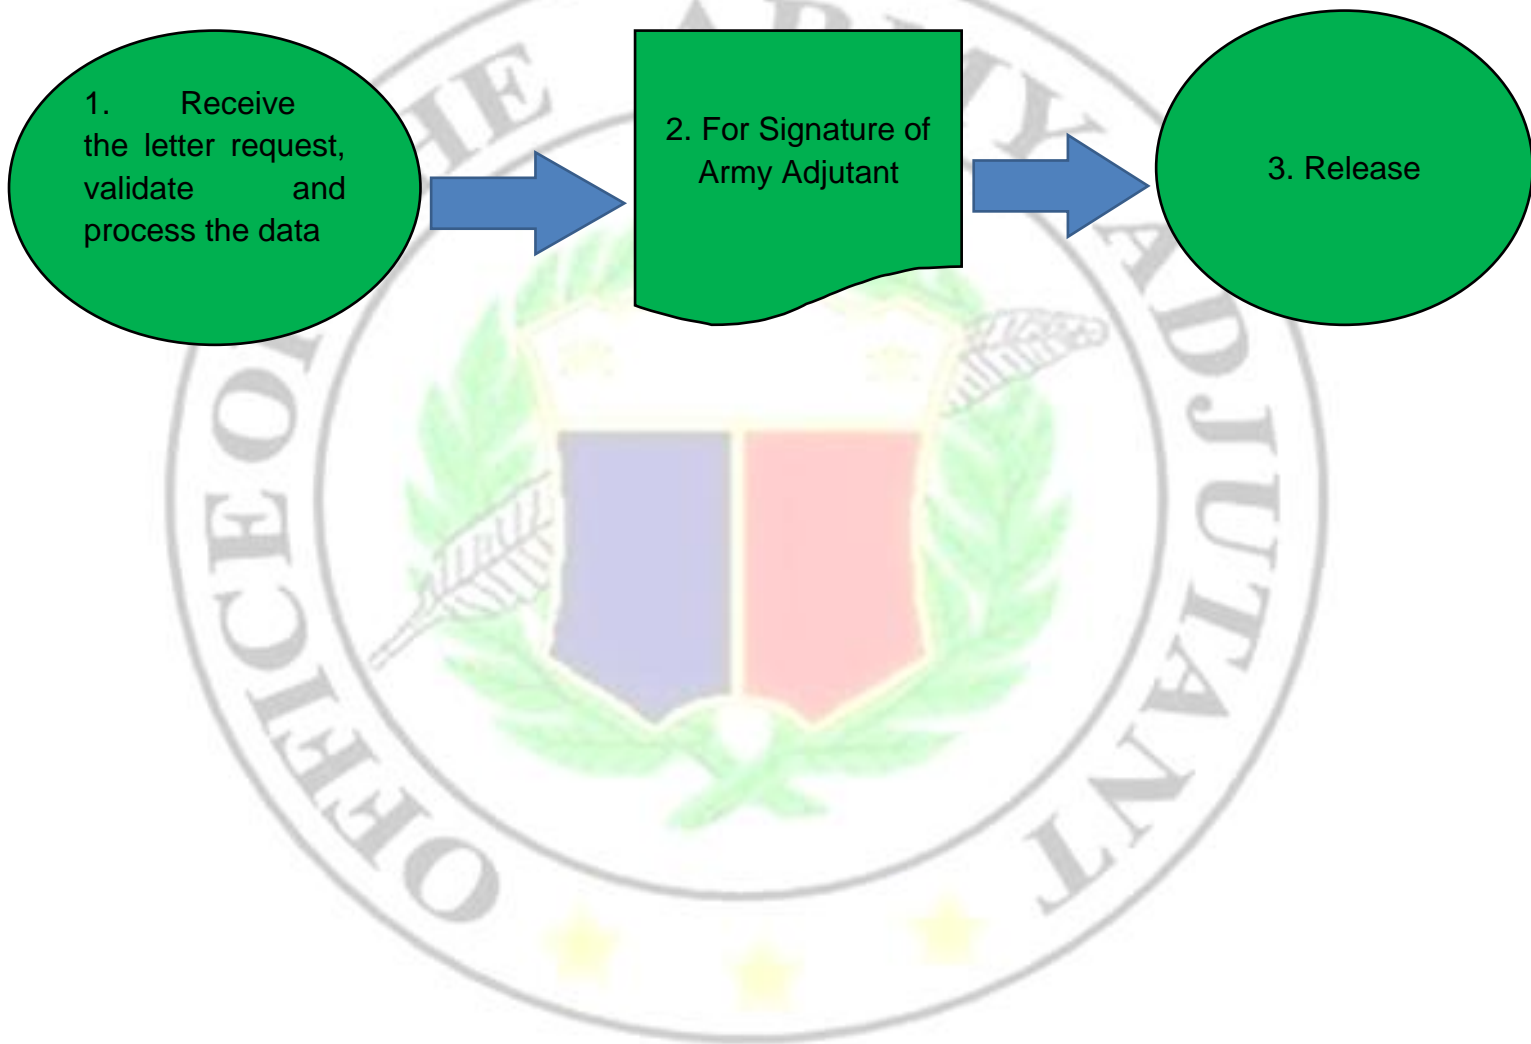 1. Receive
the letter request,
validate and
process the data
2. For Signature of
Army Adjutant
3. Release
OFFICE OF THE ARMY ADJUTANT